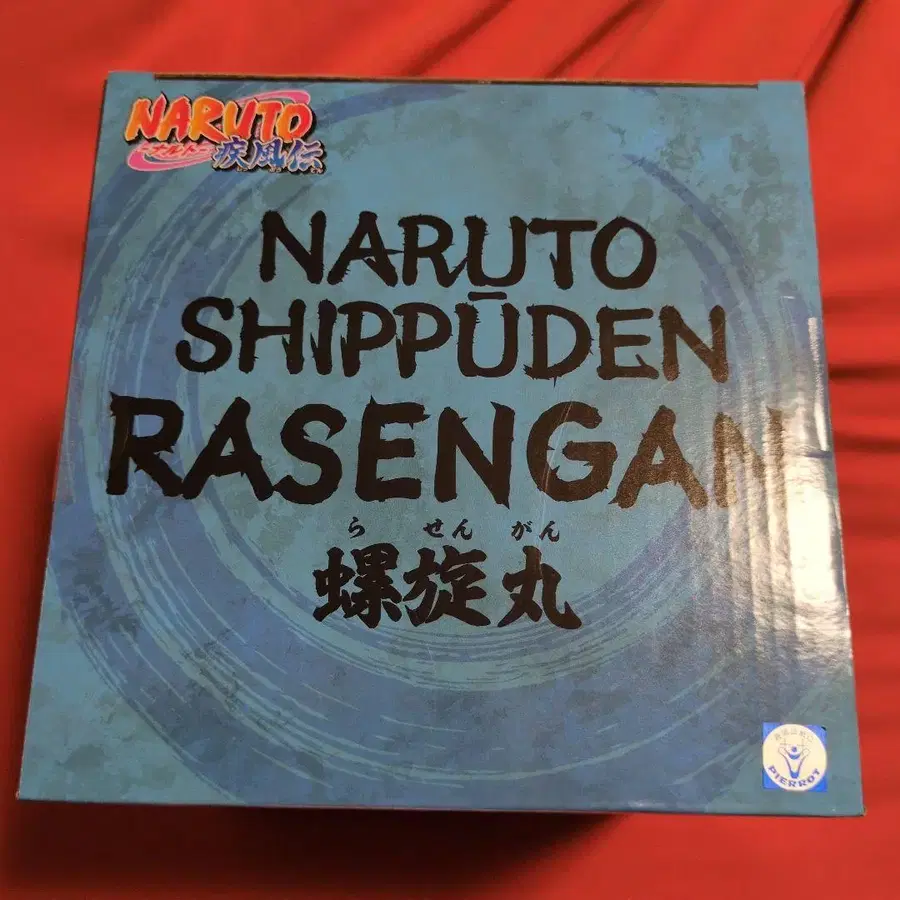 NARUTO
ナルト
疾風伝
NARUTO
SHIPPŪDEN
RASENGAN
ら せん がん
螺旋丸
PIERROT